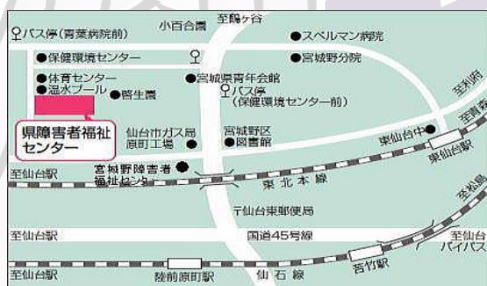 至鶴ヶ谷
小百合園
バス停(青葉病院前)
スペルマン病院
保健環境センター
宮城野分院
体育センター
宮城県青年会館
温水プール
啓生園
バス停
(保健環境センター前)
至利府
至青森
県障害者福祉
センター
仙台市ガス局
原町工場
宮城野区
図書館
東仙台中
東仙台駅
宮城野障害者
福祉センター
至仙台駅
東北本線
至松島
〒仙台東郵便局
至仙台駅
国道45号線
至仙台
バイパス
苦竹駅
至仙台駅
陸前原町駅
仙石線